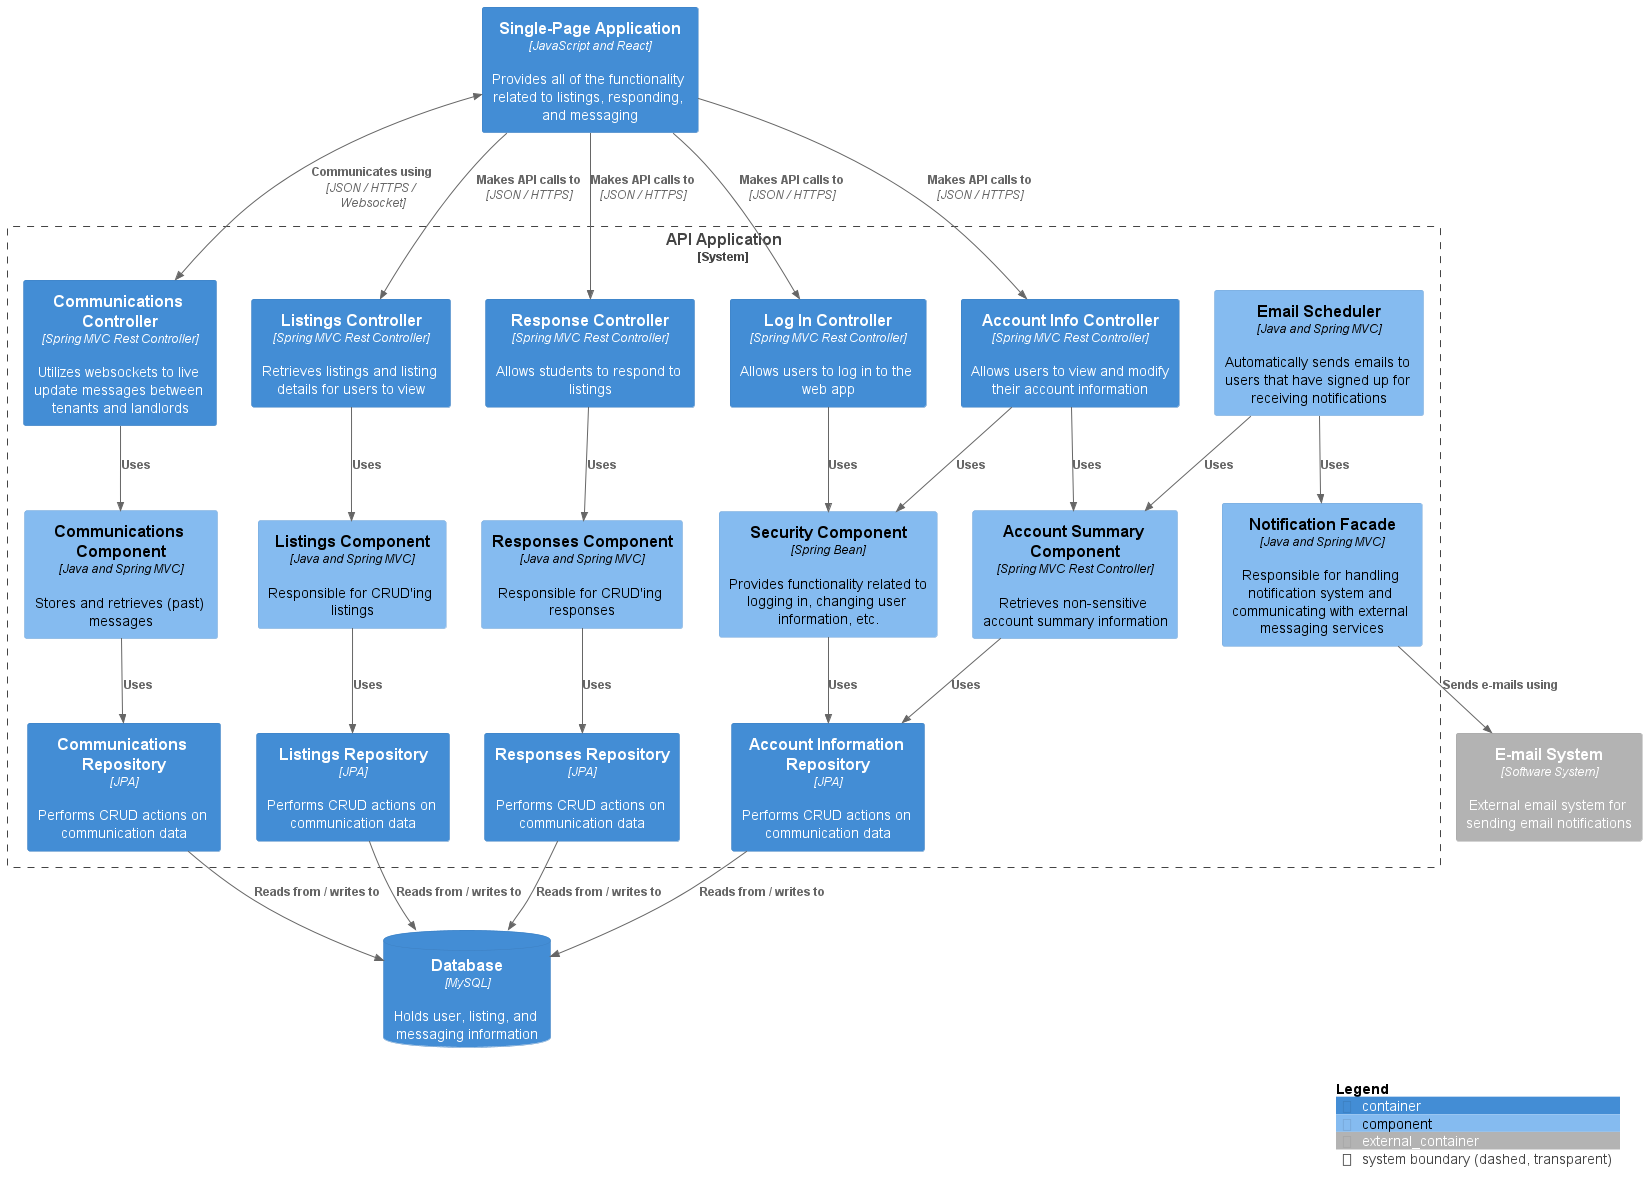 Single-Page Application
[JavaScript and React]
Provides all of the functionality
related to listings, responding,
and messaging
Communicates using
[JSON / HTTPS /
Websocket]
Makes API calls to
[JSON / HTTPS]
Makes API calls to
[JSON / HTTPS]
Makes API calls to
[JSON / HTTPS]
Makes API calls to
[JSON / HTTPS]
API Application
[System]
Communications
Controller
[Spring MVC Rest Controller]
Utilizes websockets to live
update messages between
tenants and landlords
Listings Controller
[Spring MVC Rest Controller]
Retrieves listings and listing
details for users to view
Response Controller
[Spring MVC Rest Controller]
Allows students to respond to
listings
Log In Controller
[Spring MVC Rest Controller]
Allows users to log in to the
web app
Account Info Controller
[Spring MVC Rest Controller]
Allows users to view and modify
their account information
Email Scheduler
[Java and Spring MVC]
Automatically sends emails to
users that have signed up for
receiving notifications
Uses
Uses
Uses
Uses
Uses
Uses
Uses
Uses
Communications
Component
[Java and Spring MVC]
Stores and retrieves (past)
messages
Listings Component
[Java and Spring MVC]
Responsible for CRUD'ing
listings
Responses Component
[Java and Spring MVC]
Responsible for CRUD'ing
responses
Security Component
[Spring Bean]
Provides functionality related to
logging in, changing user
information, etc.
Account Summary
Component
[Spring MVC Rest Controller]
Retrieves non-sensitive
account summary information
Notification Facade
[Java and Spring MVC]
Responsible for handling
notification system and
communicating with external
messaging services
Uses
Uses
Uses
Uses
Uses
Sends e-mails using
Communications
Repository
[JPA]
Performs CRUD actions on
communication data
Listings Repository
[JPA]
Performs CRUD actions on
communication data
Responses Repository
[JPA]
Performs CRUD actions on
communication data
Account Information
Repository
[JPA]
Performs CRUD actions on
communication data
E-mail System
[Software System]
External email system for
sending email notifications
Reads from / writes to
Reads from / writes to
Reads from / writes to
Reads from / writes to
Database
[MySQL]
Holds user, listing, and
messaging information
Legend
container
component
external_container
system boundary (dashed, transparent)